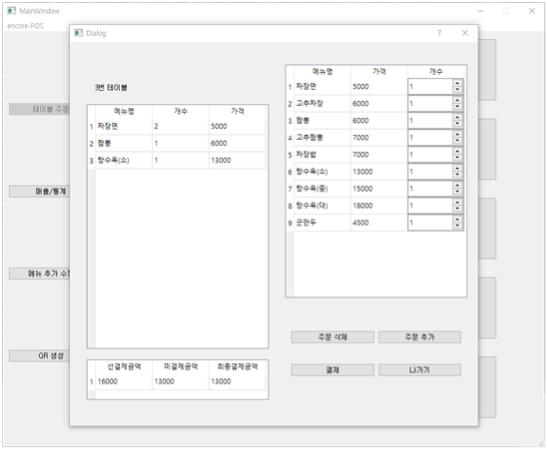 MainWindow
encore-POS
Dialog
테이블 주문
매출/통계
메뉴 추가 수정
QR 생성
3번 테이블
메뉴명 개수 가격
1 짜장면 2 5000
2 짬뽕 1 6000
3 탕수육(소) 1 13000
선결제금액 미결제금액 최종결제금액
1 16000 13000 13000
메뉴명 가격 개수
1 짜장면 5000 1
2 고추짜장 6000 1
3 짬뽕 6000 1
4 고추짬뽕 7000 1
5 짜장밥 7000 1
6 탕수육(소) 13000 1
7 탕수육(중) 15000 1
8 탕수육(대) 18000 1
9 군만두 4500 1
주문 삭제 주문 추가
결제 나가기